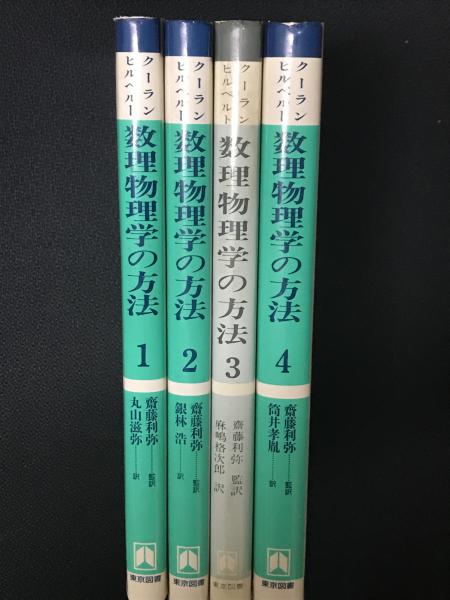 クーラン
ヒルベルト
数理物理学の方法
1
齋藤利弥 監訳
丸山滋弥 訳
東京図書
クーラン
ヒルベルト
数理物理学の方法
2
齋藤利弥 監訳
銀林 浩 訳
東京図書
クーラン
ヒルベルト
数理物理学の方法
3
齋藤利弥 監訳
麻嶋格次郎 訳
東京図書
クーラン
ヒルベルト
数理物理学の方法
4
齋藤利弥 監訳
筒井孝胤 訳
東京図書